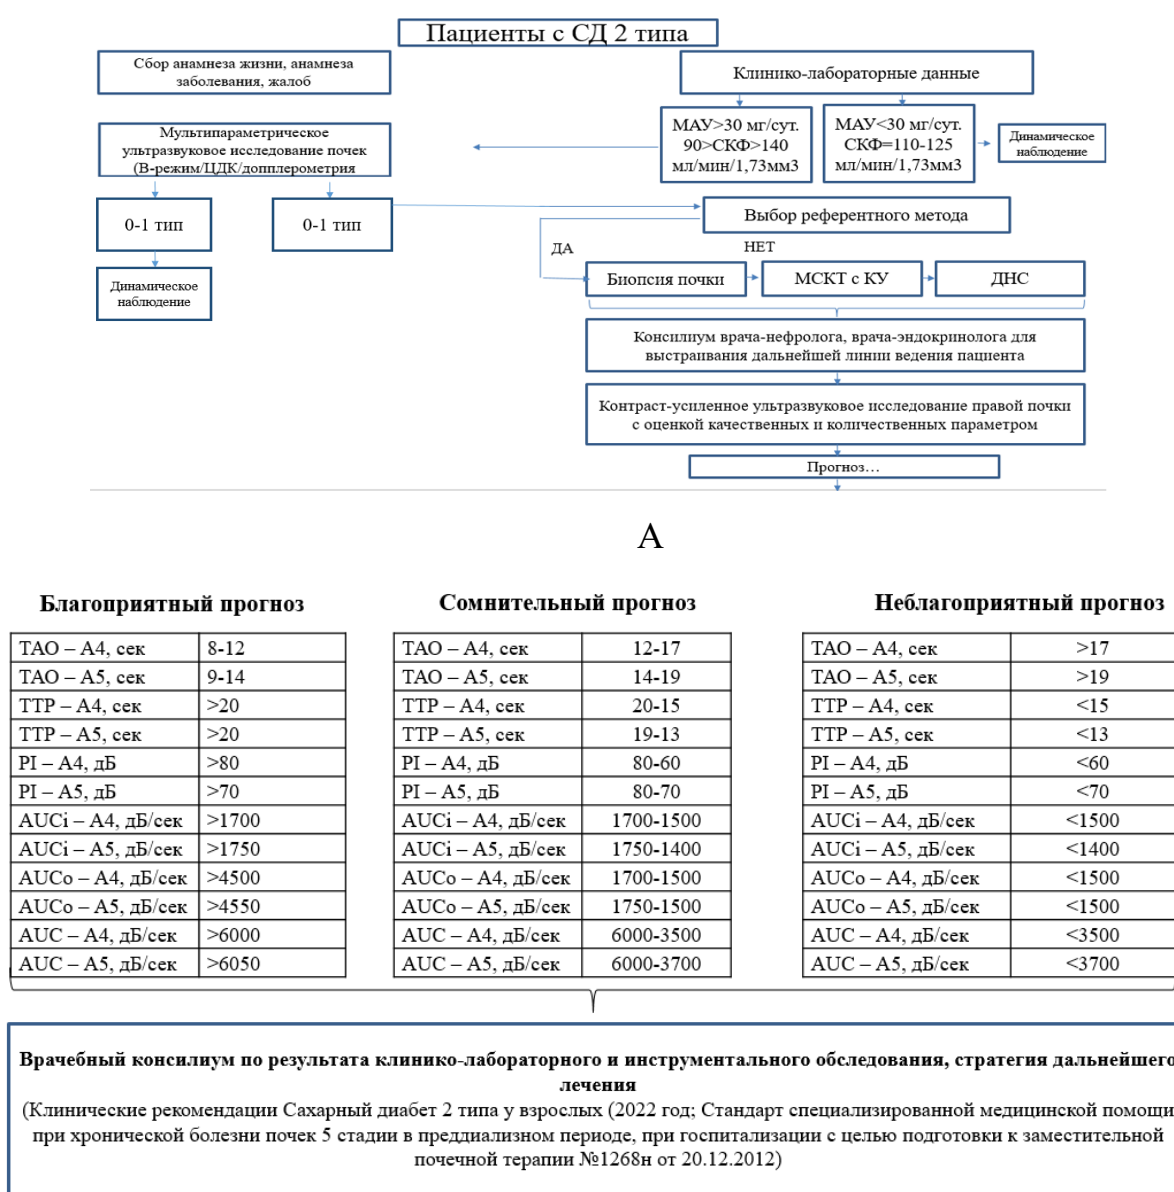 Пациенты с СД 2 типа
Сбор анамнеза жизни, анамнеза
заболевания, жалоб
Клинико-лабораторные данные
Мультипараметрическое
ультразвуковое исследование почек
(В-режим/ЦДК/допплерометрия
МАУ>30 мг/сут.
90>СКФ>140
мл/мин/1,73мм3
МАУ<30 мг/сут.
СКФ=110-125
мл/мин/1,73мм3
Динамическое
наблюдение
0-1 тип
0-1 тип
Выбор референтного метода
Динамическое
наблюдение
ДА
НЕТ
Биопсия почки
МСКТ с КУ
ДНС
Консилиум врача-нефролога, врача-эндокринолога для
выстраивания дальнейшей линии ведения пациента
Контраст-усиленное ультразвуковое исследование правой почки
с оценкой качественных и количественных параметром
Прогноз…
А
Благоприятный прогноз
ТАО – А4, сек 8-12
ТАО – А5, сек 9-14
ТТР – А4, сек >20
ТТР – А5, сек >20
PI – А4, дБ >80
PI – А5, дБ >70
AUCi – А4, дБ/сек >1700
AUCi – А5, дБ/сек >1750
AUCo – А4, дБ/сек >4500
AUCo – А5, дБ/сек >4550
AUC – А4, дБ/сек >6000
AUC – А5, дБ/сек >6050
Сомнительный прогноз
ТАО – А4, сек 12-17
ТАО – А5, сек 14-19
ТТР – А4, сек 20-15
ТТР – А5, сек 19-13
PI – А4, дБ 80-60
PI – А5, дБ 80-70
AUCi – А4, дБ/сек 1700-1500
AUCi – А5, дБ/сек 1750-1400
AUCo – А4, дБ/сек 1700-1500
AUCo – А5, дБ/сек 1750-1500
AUC – А4, дБ/сек 6000-3500
AUC – А5, дБ/сек 6000-3700
Неблагоприятный прогноз
ТАО – А4, сек >17
ТАО – А5, сек >19
ТТР – А4, сек <15
ТТР – А5, сек <13
PI – А4, дБ <60
PI – А5, дБ <70
AUCi – А4, дБ/сек <1500
AUCi – А5, дБ/сек <1400
AUCo – А4, дБ/сек <1500
AUCo – А5, дБ/сек <1500
AUC – А4, дБ/сек <3500
AUC – А5, дБ/сек <3700
Врачебный консилиум по результата клинико-лабораторного и инструментального обследования, стратегия дальнейшего
лечения
(Клинические рекомендации Сахарный диабет 2 типа у взрослых (2022 год; Стандарт специализированной медицинской помощи
при хронической болезни почек 5 стадии в преддиализном периоде, при госпитализации с целью подготовки к заместительной
почечной терапии №1268н от 20.12.2012)